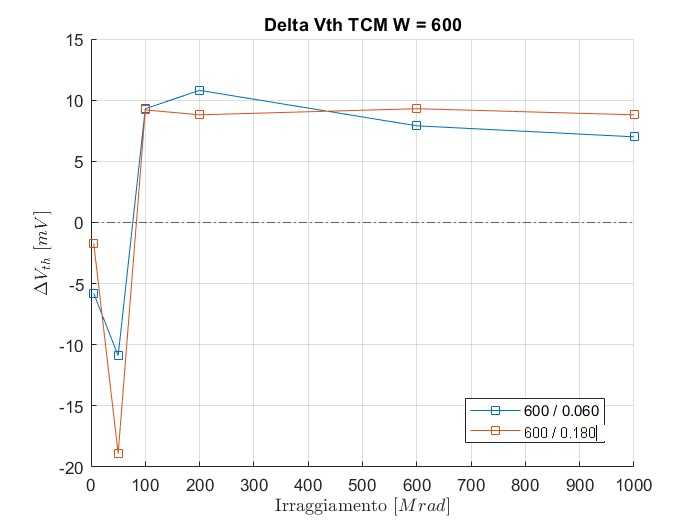 Delta Vth TCM W = 600
15
10
5
0
-5
-10
-15
-20
ΔV_th [mV]
600 / 0.060
600 / 0.180
0 100 200 300 400 500 600 700 800 900 1000
Irraggiamento [Mrad]